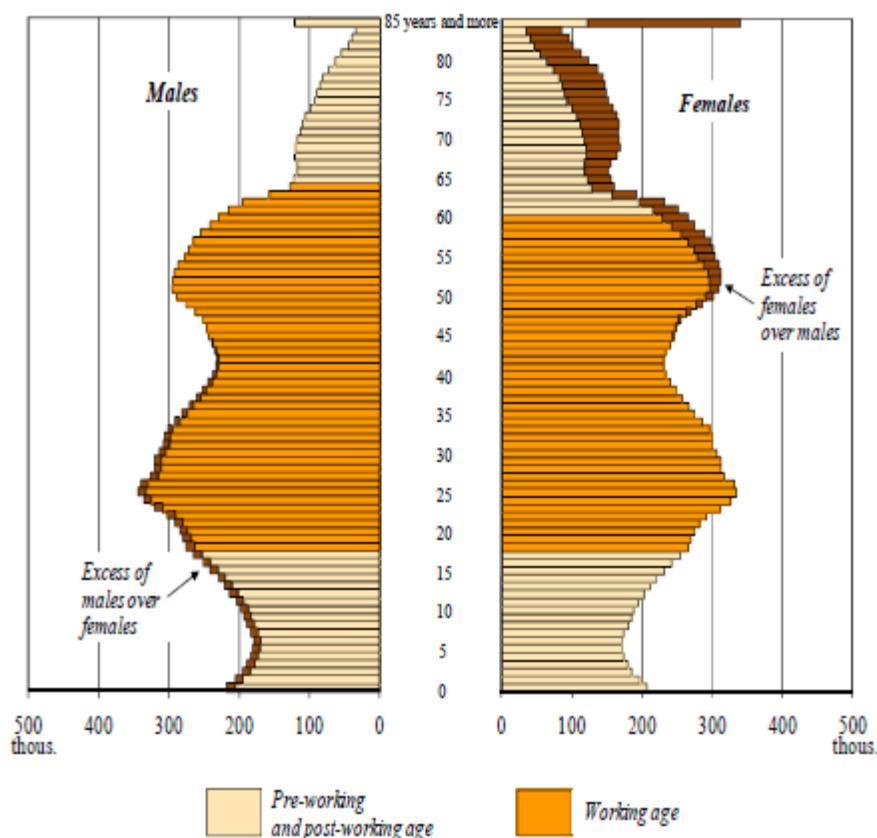 85 years and more
Males
Females
80
75
70
65
60
55
50
45
40
35
30
25
20
15
10
5
0
Excess of
females
over males
Excess of
males over
females
500
400
300
200
100
0
0
100
200
300
400
500
thous.
thous.
Pre-working
and post-working age
Working age